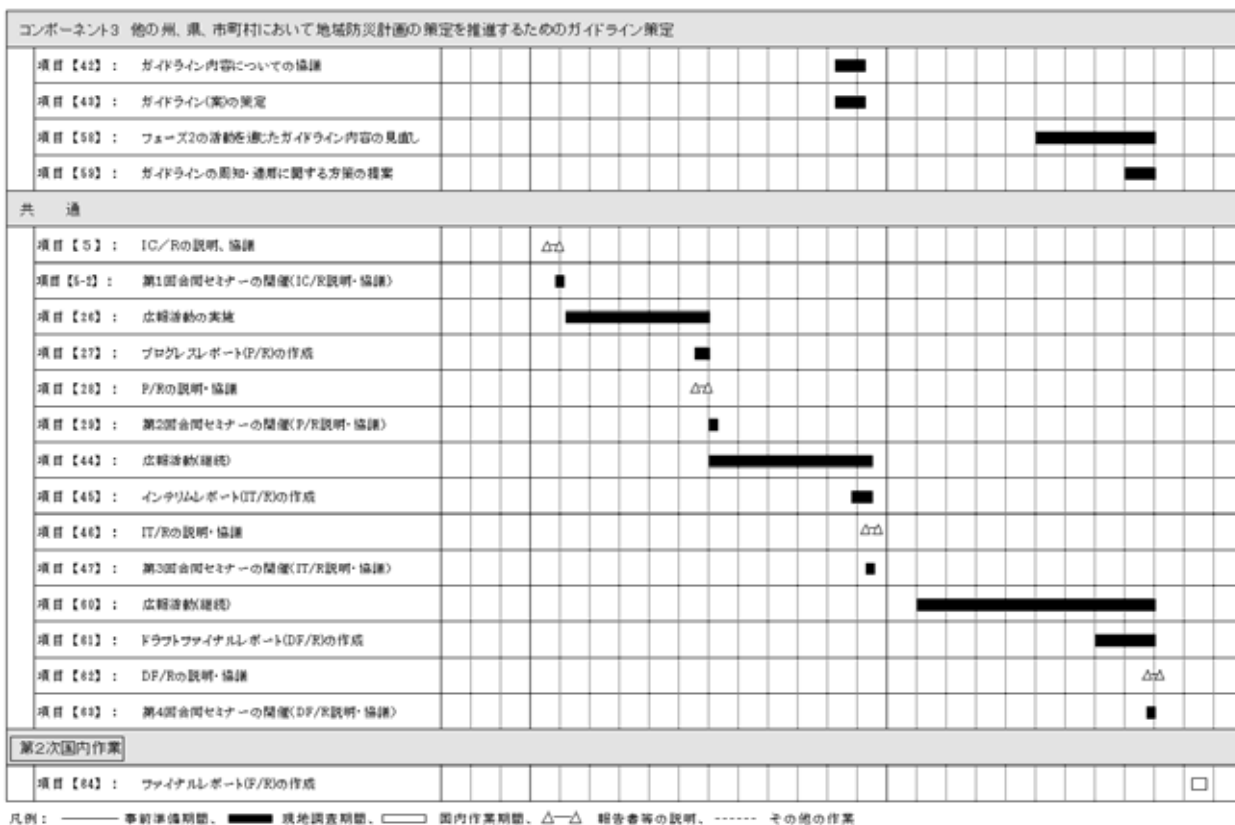 コンポーネント3 他の州、県、市町村において地域防災計画の策定を推進するためのガイドライン策定
項目【42】: ガイドライン内容についての協議
項目【43】: ガイドライン(案)の策定
項目【58】: フェーズ2の活動を通じたガイドライン内容の見直し
項目【59】: ガイドラインの周知・適用に関する方策の提案
共 通
項目【5】: IC/Rの説明、協議
項目【5-2】: 第1回合同セミナーの開催(IC/R説明・協議)
項目【26】: 広報活動の実施
項目【27】: プログレスレポート(P/R)の作成
項目【28】: P/Rの説明・協議
項目【29】: 第2回合同セミナーの開催(P/R説明・協議)
項目【44】: 広報活動(継続)
項目【45】: インテリムレポート(IT/R)の作成
項目【46】: IT/Rの説明・協議
項目【47】: 第3回合同セミナーの開催(IT/R説明・協議)
項目【60】: 広報活動(継続)
項目【61】: ドラフトファイナルレポート(DF/R)の作成
項目【62】: DF/Rの説明・協議
項目【63】: 第4回合同セミナーの開催(DF/R説明・協議)
第2次国内作業
項目【64】: ファイナルレポート(F/R)の作成
凡例: 事前準備期間、 現地調査期間、 国内作業期間、△―△ 報告書等の説明、------ その他の作業